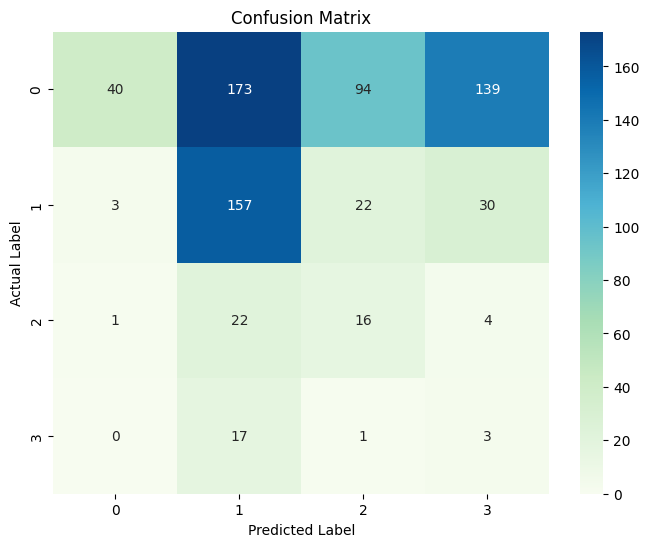 Confusion Matrix
0 40 173 94 139
1 3 157 22 30
2 1 22 16 4
3 0 17 1 3
0 1 2 3
Predicted Label
Actual Label
160
140
120
100
80
60
40
20
0